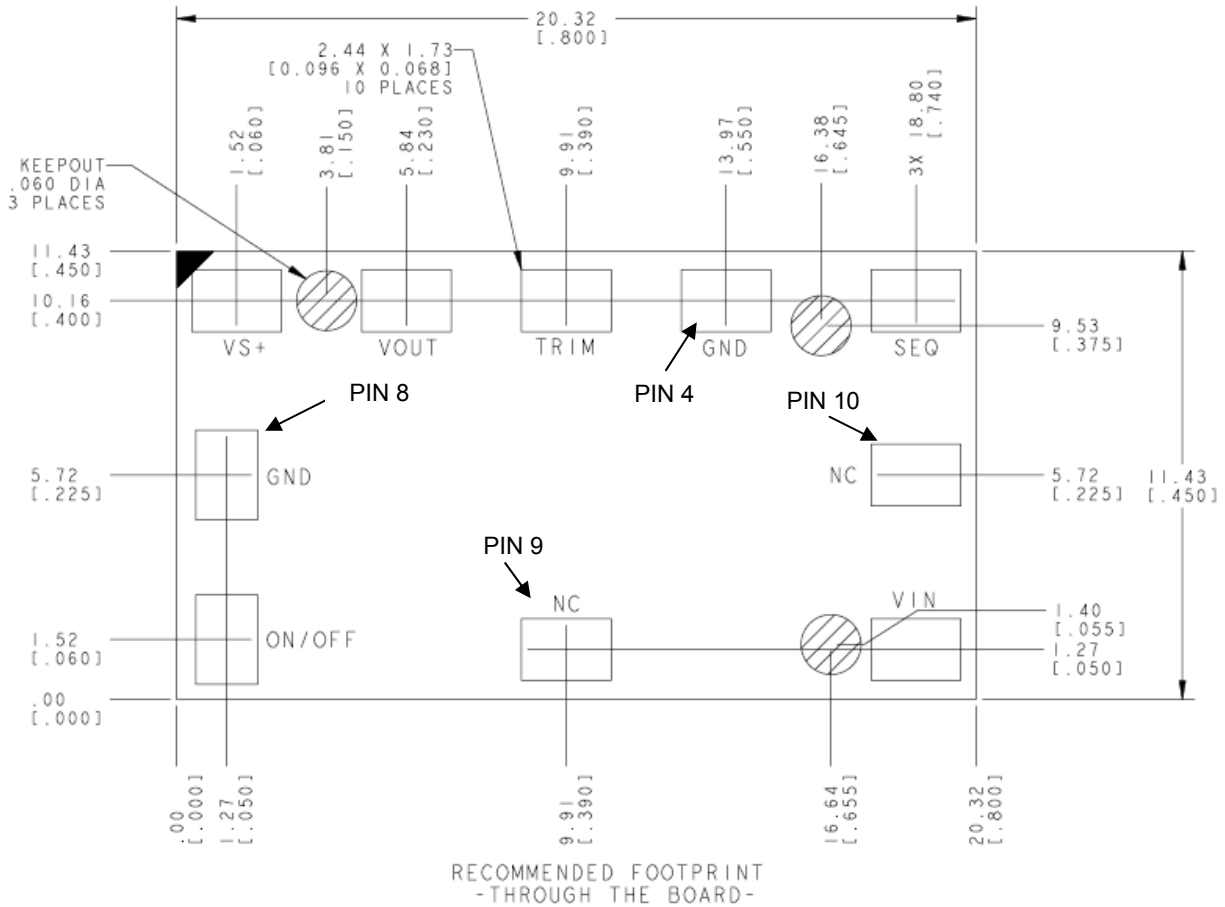 20.32
[.800]
2.44 X 1.73
[0.096 X 0.068]
10 PLACES
KEEPOUT
.060 DIA
3 PLACES
1.52
[.060]
3.81
[.150]
5.84
[.230]
9.91
[.390]
13.97
[.550]
16.38
[.645]
3X 18.80
[.740]
11.43
[.450]
10.16
[.400]
VS+
VOUT
TRIM
GND
SEQ
9.53
[.375]
PIN 8
PIN 4
PIN 10
5.72
[.225]
GND
NC
5.72
[.225]
11.43
[.450]
PIN 9
NC
VIN
1.52
[.060]
ON/OFF
1.40
[.055]
1.27
[.050]
.00
[.000]
.00
[.000]
1.27
[.050]
9.91
[.390]
16.64
[.655]
20.32
[.800]
RECOMMENDED FOOTPRINT
-THROUGH THE BOARD-